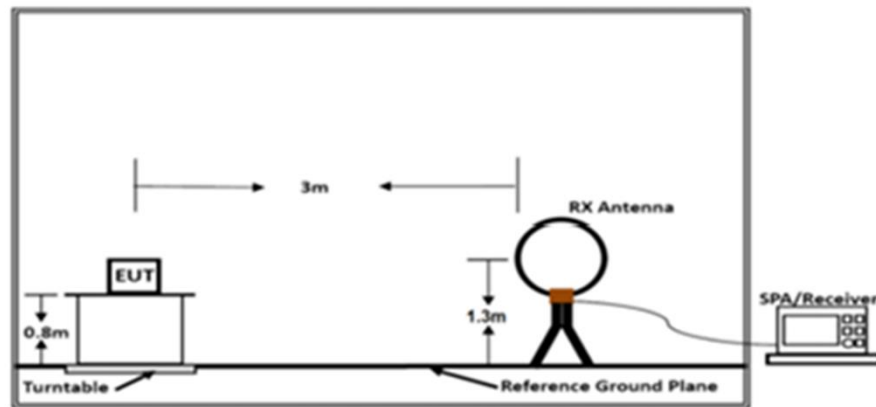 3m
RX Antenna
EUT
0.8m
1.3m
SPA/Receiver
Turntable
Reference Ground Plane